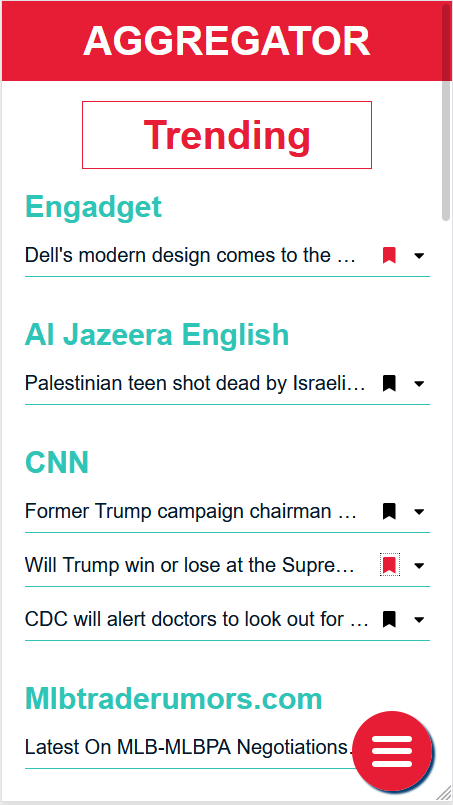 AGGREGATOR
Trending
Engadget
Dell's modern design comes to the …
Al Jazeera English
Palestinian teen shot dead by Israeli…
CNN
Former Trump campaign chairman …
Will Trump win or lose at the Supre…
CDC will alert doctors to look out for …
Mlbtraderumors.com
Latest On MLB-MLBPA Negotiations